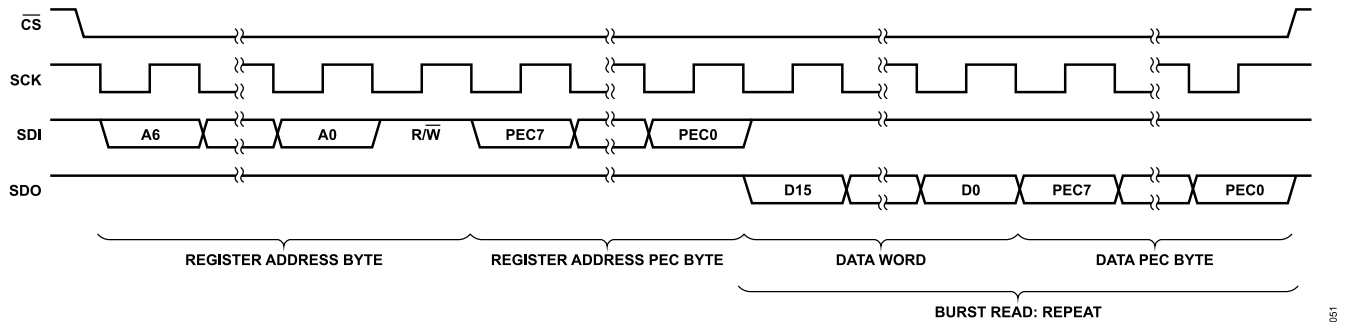 CS
SCK
SDI A6 A0 R/W PEC7 PEC0
SDO D15 D0 PEC7 PEC0
REGISTER ADDRESS BYTE REGISTER ADDRESS PEC BYTE DATA WORD DATA PEC BYTE
BURST READ: REPEAT
051